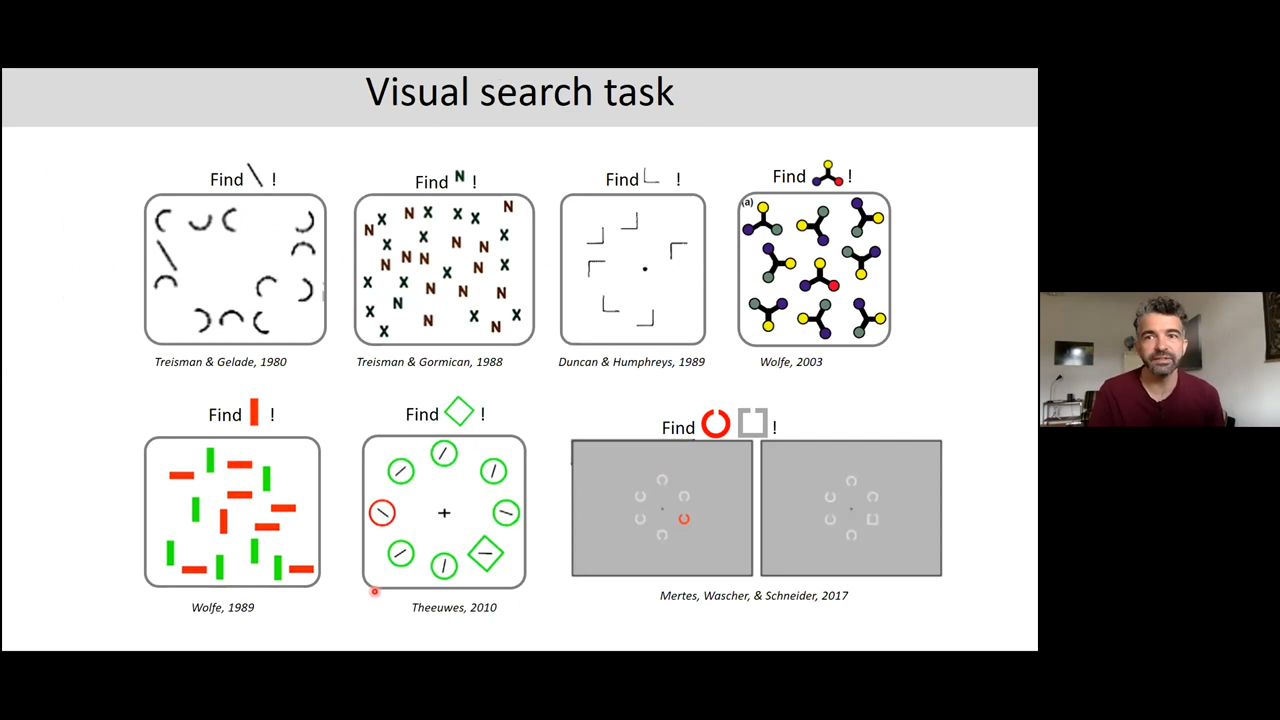 Visual search task
Find \ !
Find N !
Find !
Find !
(a)
X N X X X N
N X X N N X
N N N X N X
X X N N N
X N X N X
X N X N X
Treisman & Gelade, 1980
Treisman & Gormican, 1988
Duncan & Humphreys, 1989
Wolfe, 2003
Find !
Find !
Find !
Wolfe, 1989
Theeuwes, 2010
Mertes, Wascher, & Schneider, 2017